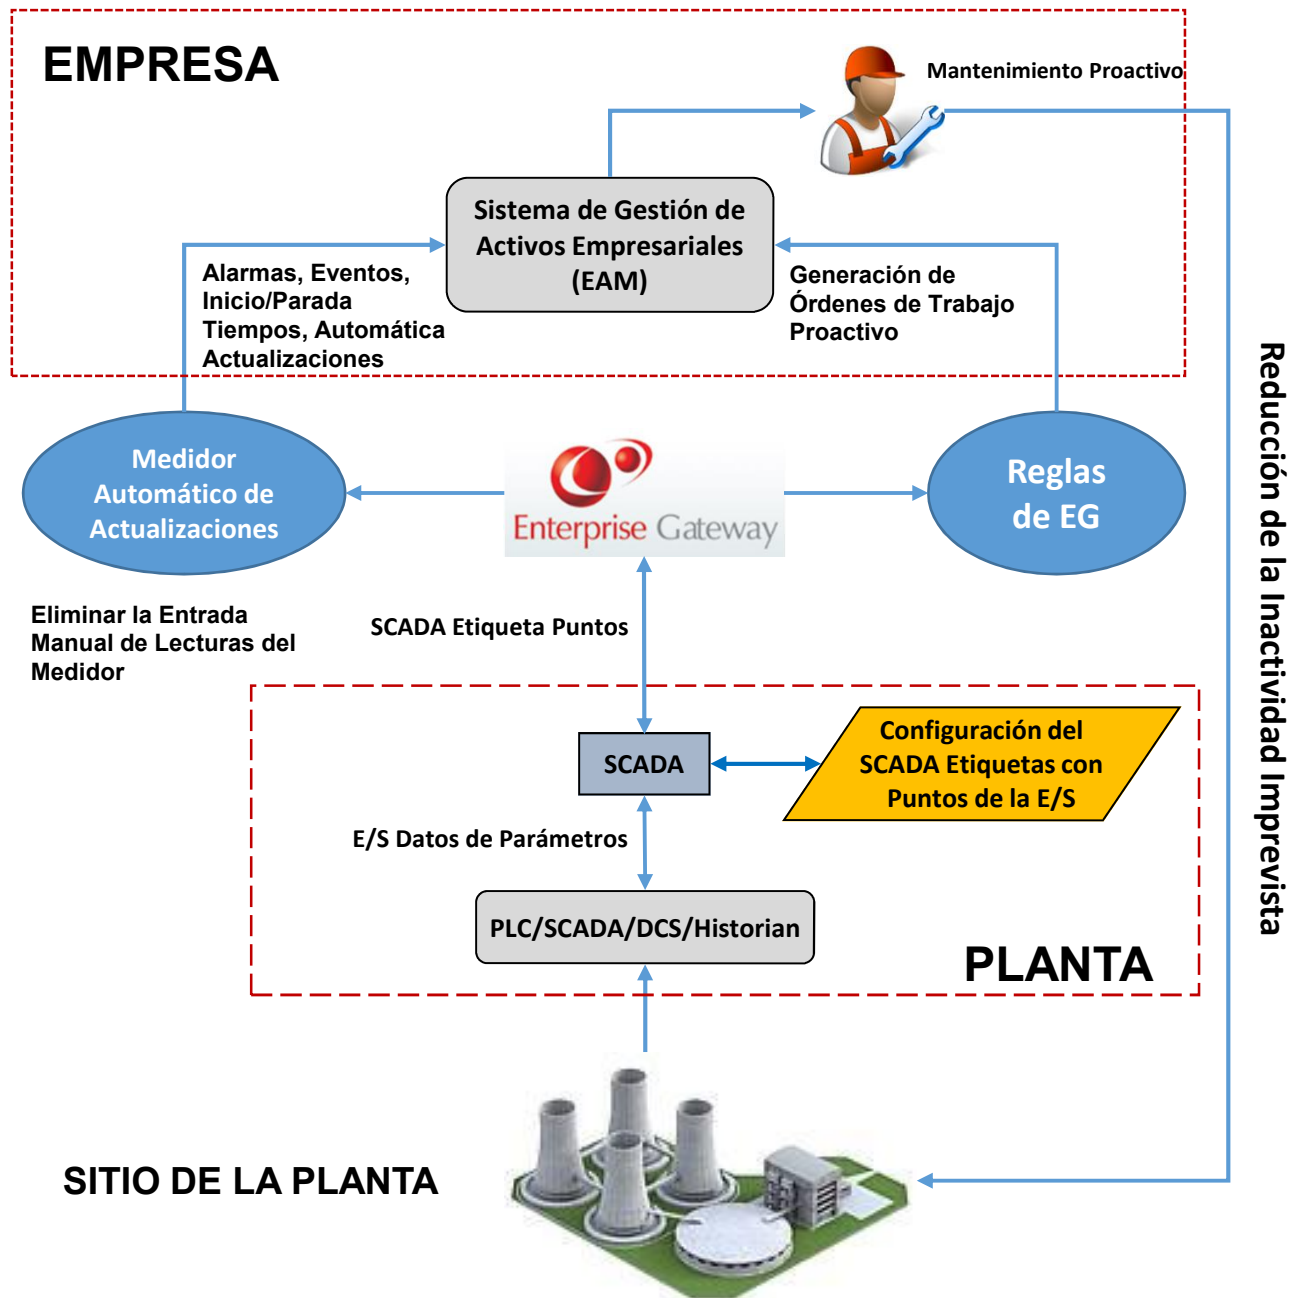 EMPRESA
Mantenimiento Proactivo
Sistema de Gestión de
Activos Empresariales
(EAM)
Alarmas, Eventos,
Inicio/Parada
Tiempos, Automática
Actualizaciones
Generación de
Órdenes de Trabajo
Proactivo
Reducción de la Inactividad Imprevista
Medidor
Automático de
Actualizaciones
Enterprise Gateway
Reglas
de EG
Eliminar la Entrada
Manual de Lecturas del
Medidor
SCADA Etiqueta Puntos
SCADA
Configuración del
SCADA Etiquetas con
Puntos de la E/S
E/S Datos de Parámetros
PLC/SCADA/DCS/Historian
PLANTA
SITIO DE LA PLANTA